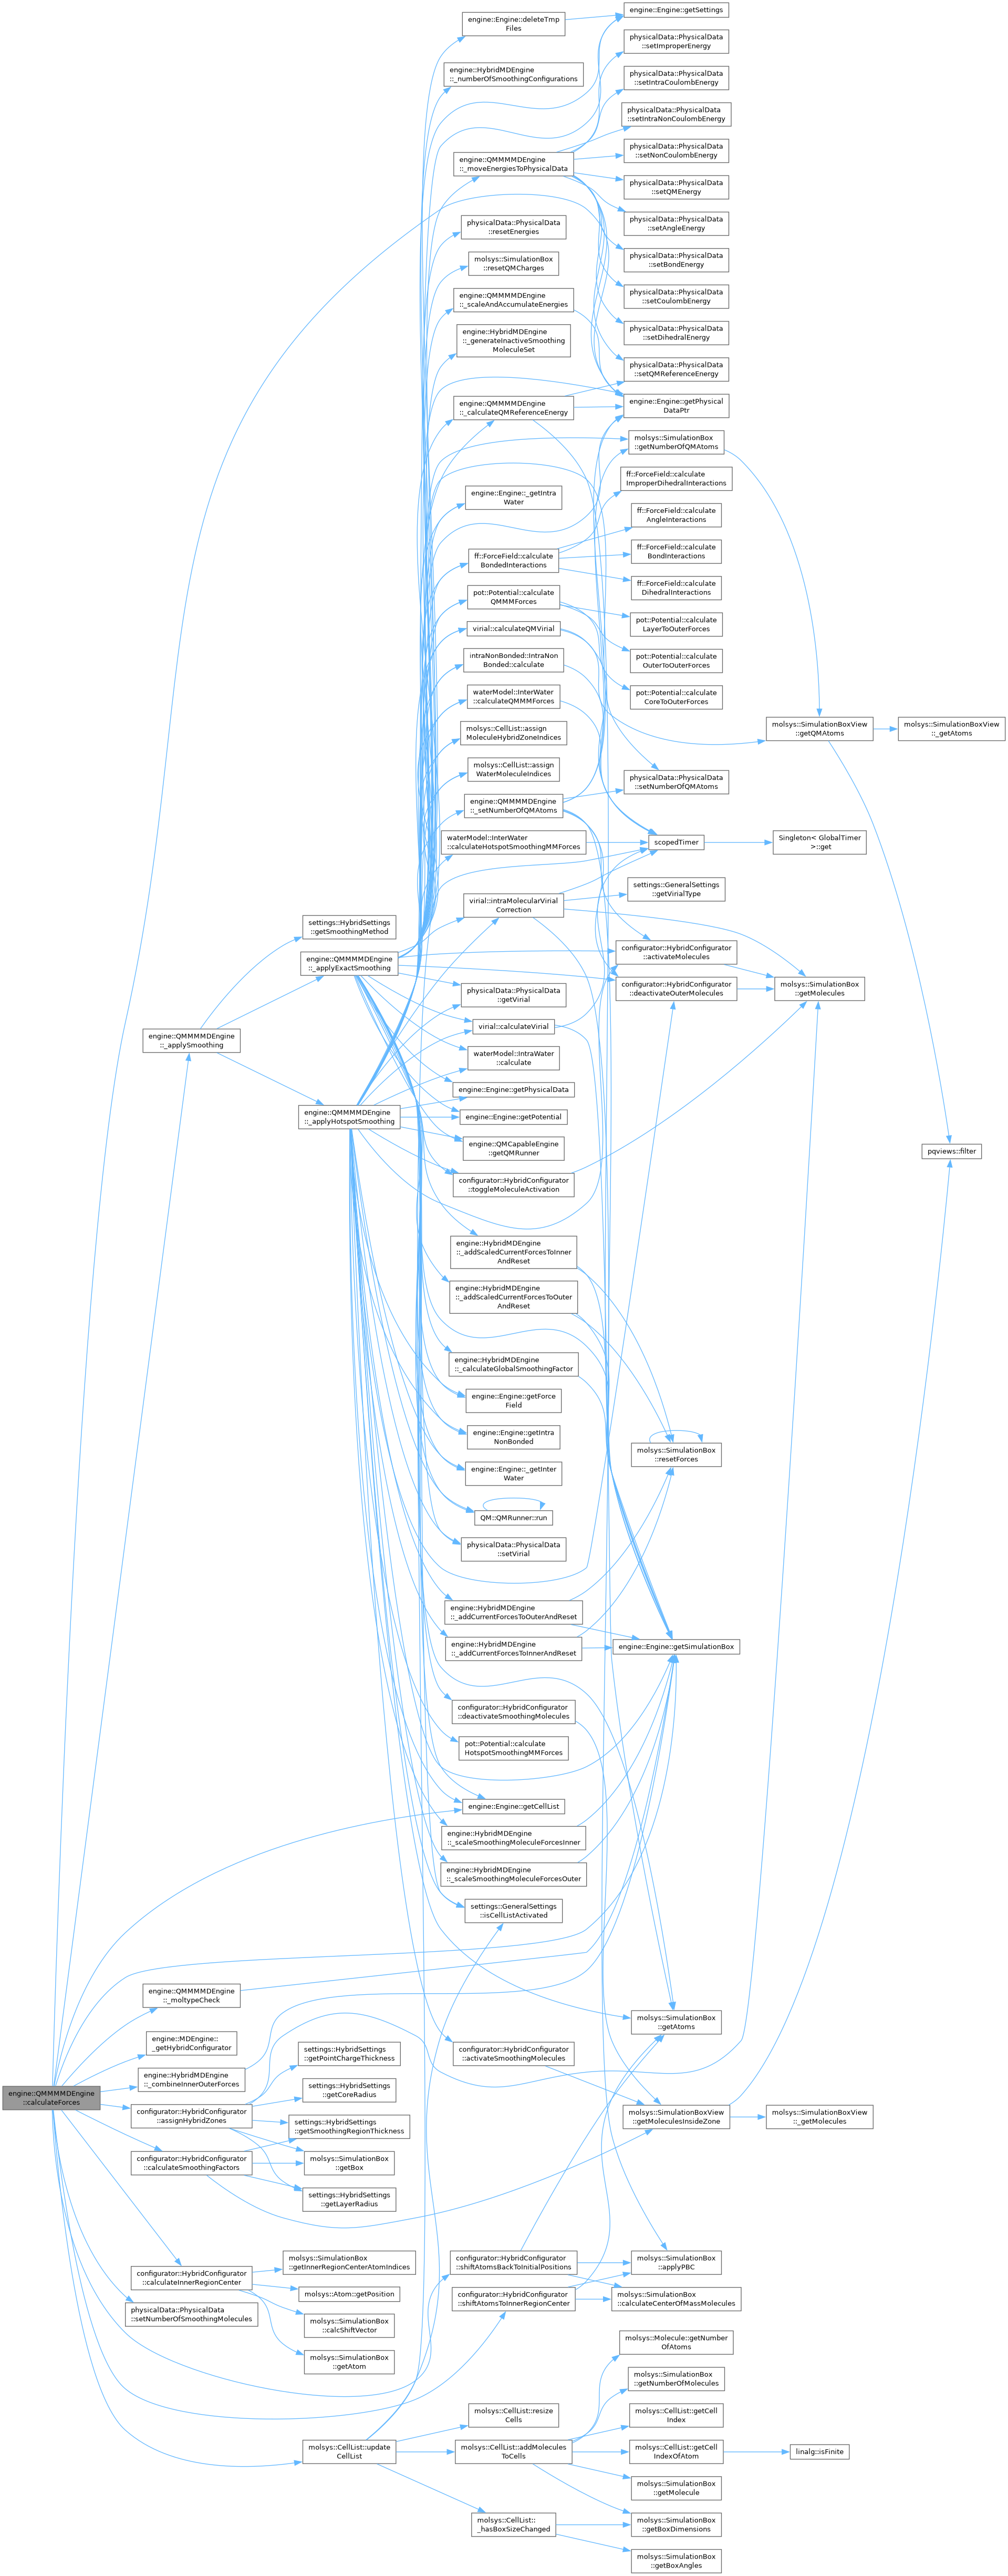 engine::QMMMMDEngine
::calculateForces
engine::QMMMMDEngine
::_applySmoothing
engine::QMMMMDEngine
::_moltypeCheck
engine::MDEngine::
_getHybridConfigurator
engine::HybridMDEngine
::_combineInnerOuterForces
configurator::HybridConfigurator
::assignHybridZones
configurator::HybridConfigurator
::calculateSmoothingFactors
configurator::HybridConfigurator
::calculateInnerRegionCenter
physicalData::PhysicalData
::setNumberOfSmoothingMolecules
settings::HybridSettings
::getSmoothingMethod
engine::QMMMMDEngine
::_applyExactSmoothing
engine::QMMMMDEngine
::_applyHotspotSmoothing
settings::HybridSettings
::getPointChargeThickness
settings::HybridSettings
::getCoreRadius
settings::HybridSettings
::getSmoothingRegionThickness
molsys::SimulationBox
::getBox
settings::HybridSettings
::getLayerRadius
molsys::SimulationBox
::getInnerRegionCenterAtomIndices
molsys::Atom::getPosition
molsys::SimulationBox
::calcShiftVector
molsys::SimulationBox
::getAtom
molsys::CellList::update
CellList
engine::Engine::deleteTmp
Files
engine::HybridMDEngine
::_numberOfSmoothingConfigurations
engine::QMMMMDEngine
::_moveEnergiesToPhysicalData
physicalData::PhysicalData
::resetEnergies
molsys::SimulationBox
::resetQMCharges
engine::QMMMMDEngine
::_scaleAndAccumulateEnergies
engine::HybridMDEngine
::_generateInactiveSmoothing
MoleculeSet
engine::QMMMMDEngine
::_calculateQMReferenceEnergy
engine::Engine::_getIntra
Water
ff::ForceField::calculate
BondedInteractions
pot::Potential::calculate
QMMMForces
virial::calculateQMVirial
intraNonBonded::IntraNon
Bonded::calculate
waterModel::InterWater
::calculateQMMMForces
molsys::CellList::assign
MoleculeHybridZoneIndices
molsys::CellList::assign
WaterMoleculeIndices
engine::QMMMMDEngine
::_setNumberOfQMAtoms
waterModel::InterWater
::calculateHotspotSmoothingMMForces
virial::intraMolecularVirial
Correction
physicalData::PhysicalData
::getVirial
virial::calculateVirial
waterModel::IntraWater
::calculate
engine::Engine::getPhysicalData
engine::Engine::getPotential
engine::QMCapableEngine
::getQMRunner
configurator::HybridConfigurator
::toggleMoleculeActivation
engine::HybridMDEngine
::_addScaledCurrentForcesToInner
AndReset
engine::HybridMDEngine
::_addScaledCurrentForcesToOuter
AndReset
engine::HybridMDEngine
::_calculateGlobalSmoothingFactor
engine::Engine::getForce
Field
engine::Engine::getIntra
NonBonded
engine::Engine::_getInter
Water
QM::QMRunner::run
physicalData::PhysicalData
::setVirial
engine::HybridMDEngine
::_addCurrentForcesToOuterAndReset
engine::HybridMDEngine
::_addCurrentForcesToInnerAndReset
configurator::HybridConfigurator
::deactivateSmoothingMolecules
pot::Potential::calculate
HotspotSmoothingMMForces
engine::Engine::getCellList
engine::HybridMDEngine
::_scaleSmoothingMoleculeForcesInner
engine::HybridMDEngine
::_scaleSmoothingMoleculeForcesOuter
settings::GeneralSettings
::isCellListActivated
configurator::HybridConfigurator
::activateSmoothingMolecules
configurator::HybridConfigurator
::shiftAtomsBackToInitialPositions
configurator::HybridConfigurator
::shiftAtomsToInnerRegionCenter
molsys::CellList::resize
Cells
molsys::CellList::addMolecules
ToCells
molsys::CellList::
_hasBoxSizeChanged
engine::Engine::getSettings
physicalData::PhysicalData
::setImproperEnergy
physicalData::PhysicalData
::setIntraCoulombEnergy
physicalData::PhysicalData
::setIntraNonCoulombEnergy
physicalData::PhysicalData
::setNonCoulombEnergy
physicalData::PhysicalData
::setQMEnergy
physicalData::PhysicalData
::setAngleEnergy
physicalData::PhysicalData
::setBondEnergy
physicalData::PhysicalData
::setCoulombEnergy
physicalData::PhysicalData
::setDihedralEnergy
physicalData::PhysicalData
::setQMReferenceEnergy
engine::Engine::getPhysical
DataPtr
molsys::SimulationBox
::getNumberOfQMAtoms
ff::ForceField::calculate
ImproperDihedralInteractions
ff::ForceField::calculate
AngleInteractions
ff::ForceField::calculate
BondInteractions
ff::ForceField::calculate
DihedralInteractions
pot::Potential::calculate
LayerToOuterForces
pot::Potential::calculate
OuterToOuterForces
pot::Potential::calculate
CoreToOuterForces
physicalData::PhysicalData
::setNumberOfQMAtoms
scopedTimer
settings::GeneralSettings
::getVirialType
configurator::HybridConfigurator
::activateMolecules
configurator::HybridConfigurator
::deactivateOuterMolecules
molsys::SimulationBox
::resetForces
engine::Engine::getSimulationBox
molsys::SimulationBox
::getAtoms
molsys::SimulationBoxView
::getMoleculesInsideZone
molsys::SimulationBox
::applyPBC
molsys::SimulationBox
::calculateCenterOfMassMolecules
molsys::Molecule::getNumber
OfAtoms
molsys::SimulationBox
::getNumberOfMolecules
molsys::CellList::getCell
Index
molsys::CellList::getCell
IndexOfAtom
molsys::SimulationBox
::getMolecule
molsys::SimulationBox
::getBoxDimensions
molsys::SimulationBox
::getBoxAngles
molsys::SimulationBoxView
::getQMAtoms
Singleton< GlobalTimer
>::get
molsys::SimulationBox
::getMolecules
molsys::SimulationBoxView
::_getMolecules
linalg::isFinite
molsys::SimulationBoxView
::_getAtoms
pqviews::filter